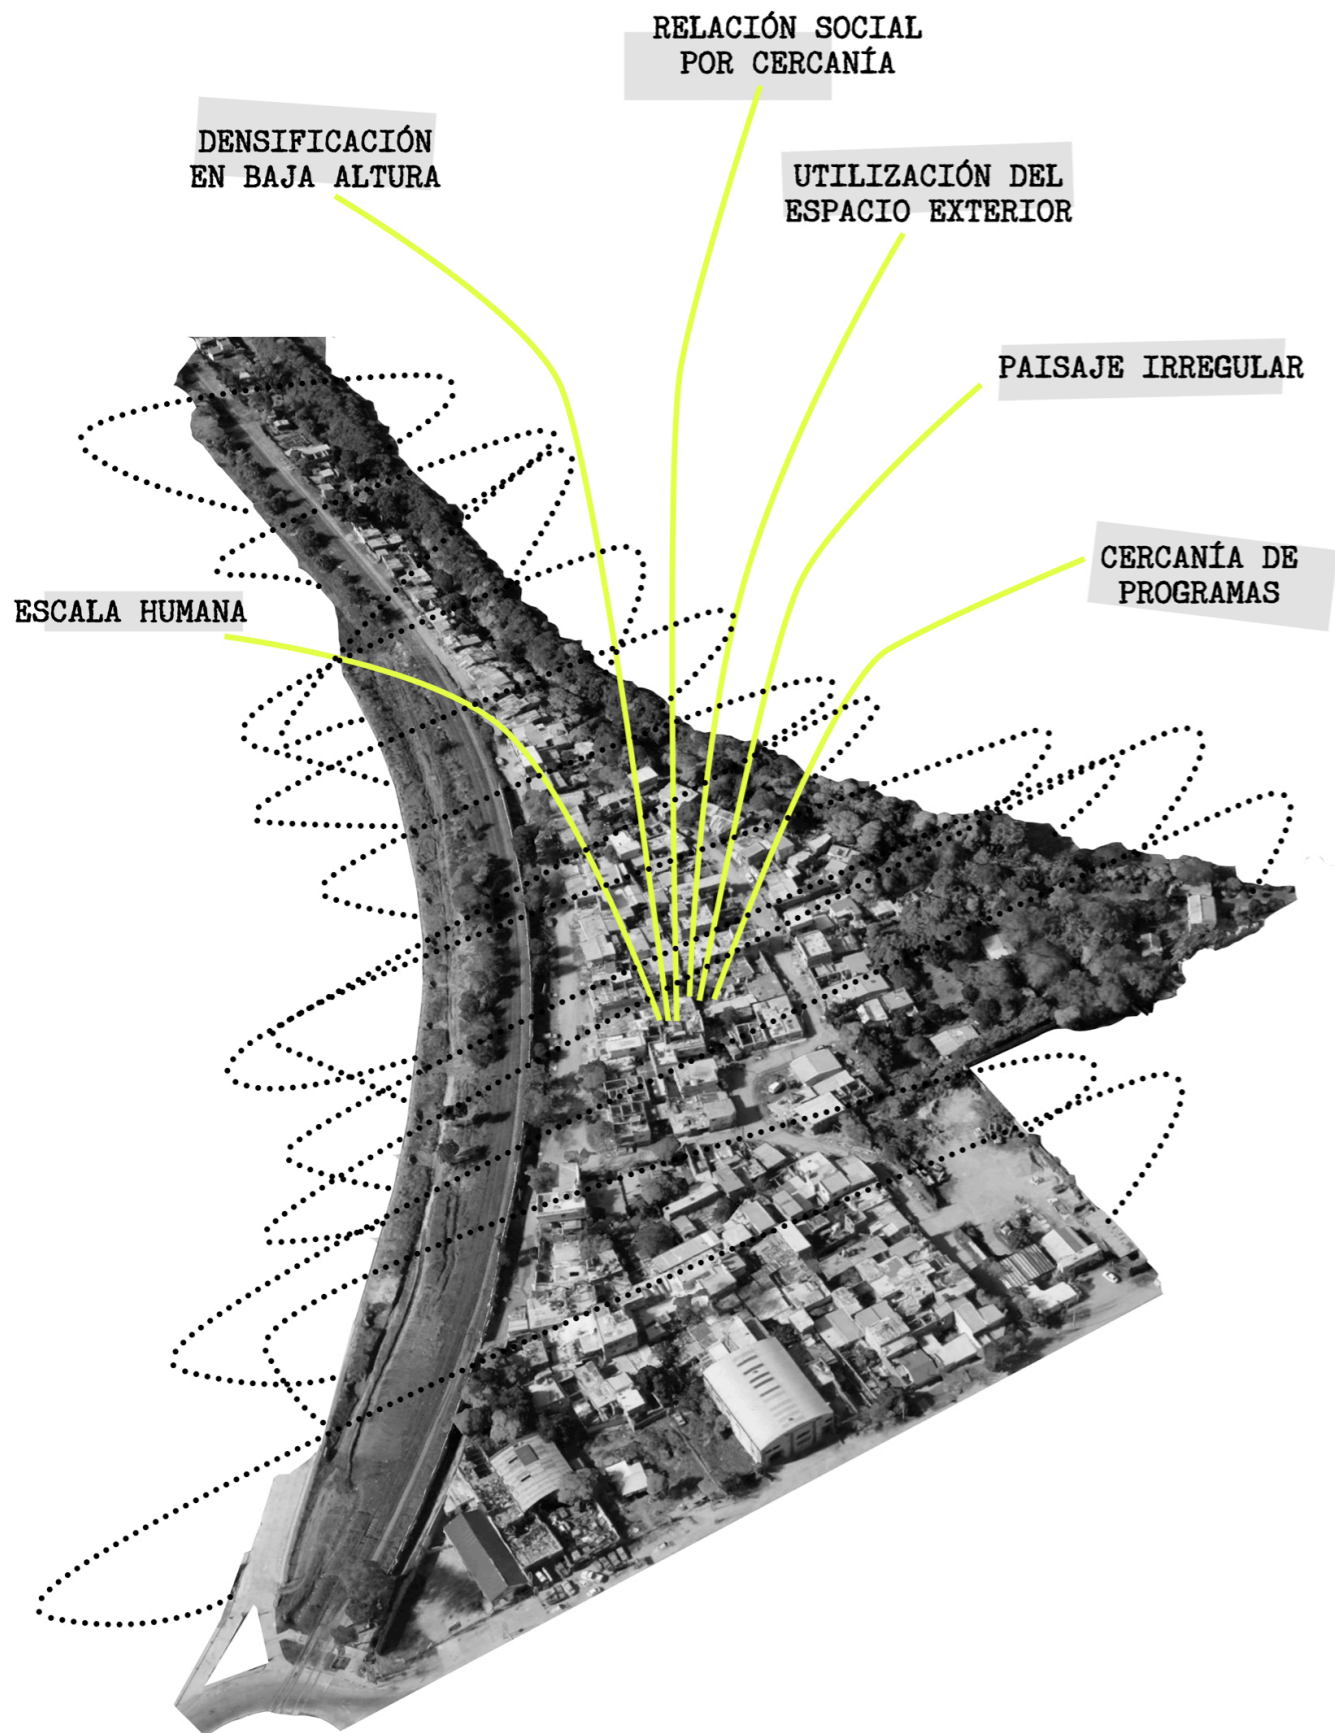 RELACIÓN SOCIAL
POR CERCANÍA
DENSIFICACIÓN
EN BAJA ALTURA
UTILIZACIÓN DEL
ESPACIO EXTERIOR
PAISAJE IRREGULAR
CERCANÍA DE
PROGRAMAS
ESCALA HUMANA